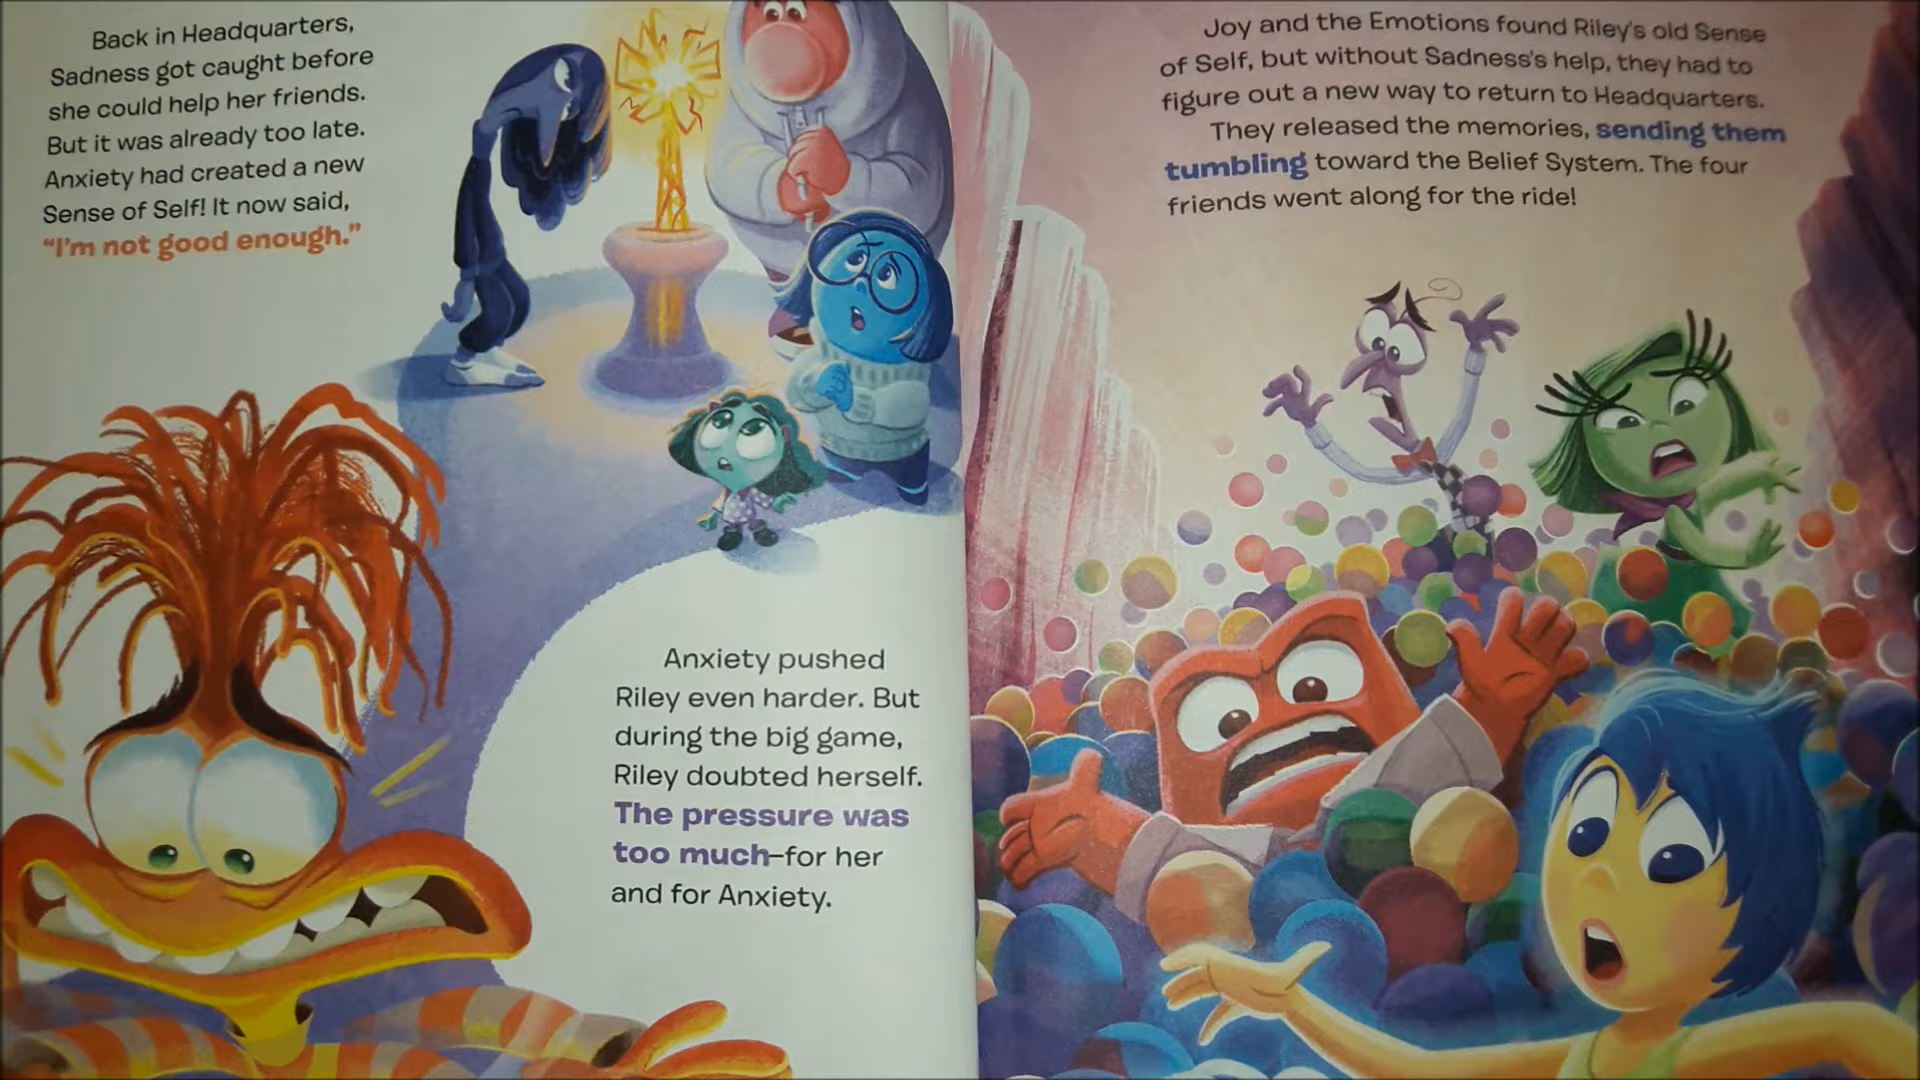 Back in Headquarters,
Sadness got caught before
she could help her friends.
But it was already too late.
Anxiety had created a new
Sense of Self! It now said,
“I’m not good enough.”
Anxiety pushed
Riley even harder. But
during the big game,
Riley doubted herself.
The pressure was
too much–for her
and for Anxiety.
Joy and the Emotions found Riley’s old Sense
of Self, but without Sadness’s help, they had to
figure out a new way to return to Headquarters.
They released the memories, sending them
tumbling toward the Belief System. The four
friends went along for the ride!